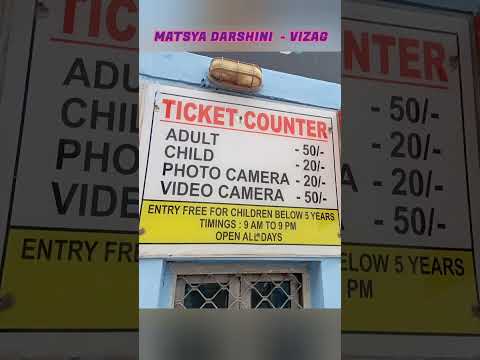 MATSYA DARSHINI - VIZAG
TICKET COUNTER
ADULT - 50/-
CHILD - 20/-
PHOTO CAMERA - 20/-
VIDEO CAMERA - 50/-
ENTRY FREE FOR CHILDREN BELOW 5 YEARS
TIMINGS : 9 AM TO 9 PM
OPEN ALL DAYS